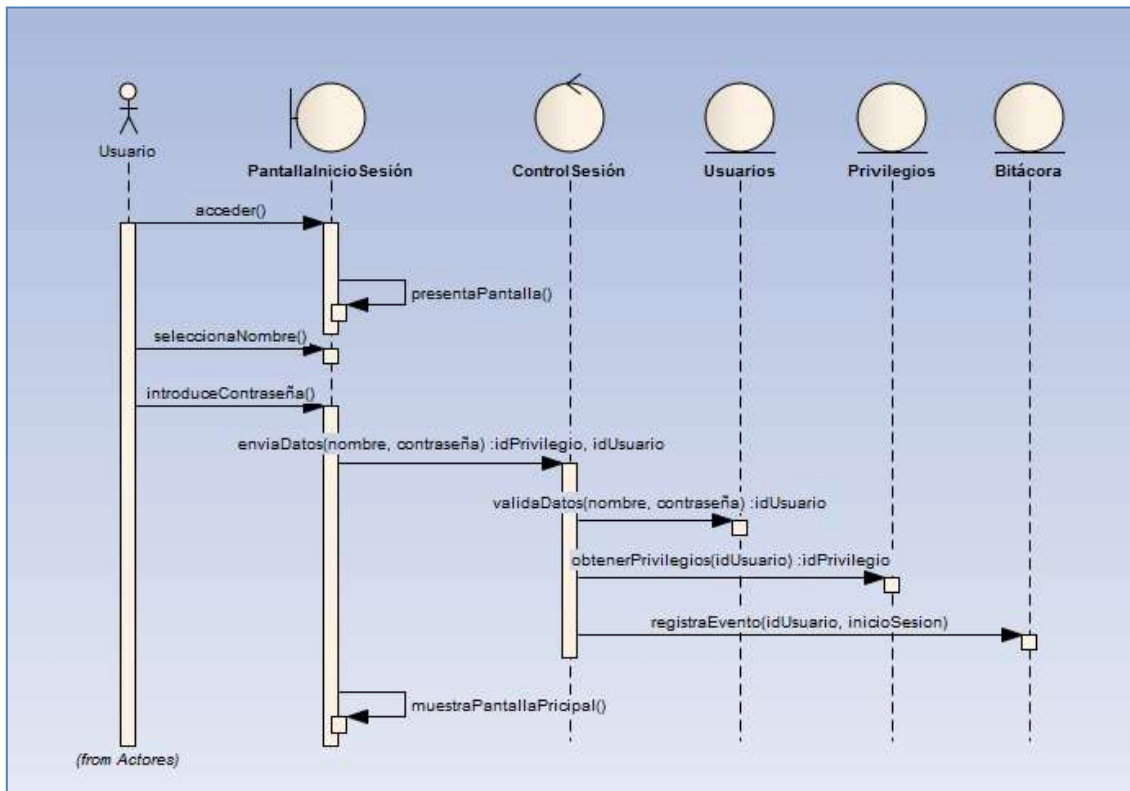 Usuario
PantallaInicioSesión
ControlSesión
Usuarios
Privilegios
Bitácora
acceder()
presentaPantalla()
seleccionaNombre()
introduceContraseña()
enviaDatos(nombre, contraseña) :idPrivilegio, idUsuario
validaDatos(nombre, contraseña) :idUsuario
obtenerPrivilegios(idUsuario) :idPrivilegio
registraEvento(idUsuario, inicioSesion)
muestraPantallaPricipal()
(from Actores)